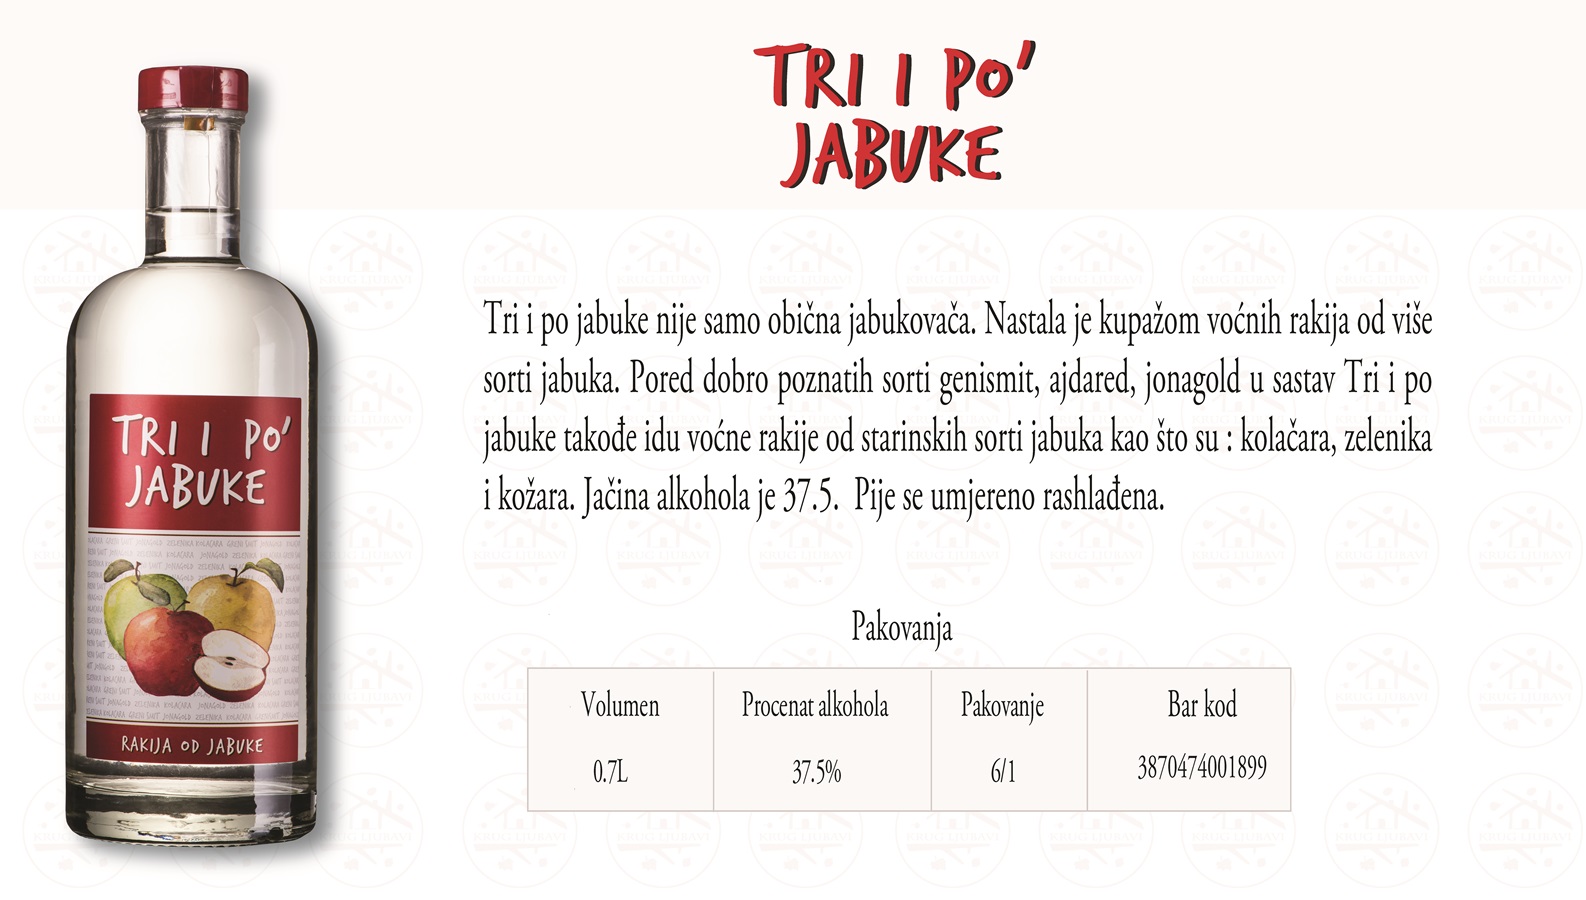 TRI I PO'
JABUKE
Tri i po jabuke nije samo obična jabukovača. Nastala je kupažom voćnih rakija od više
sorti jabuka. Pored dobro poznatih sorti genismit, ajdared, jonagold u sastav Tri i po
jabuke takođe idu voćne rakije od starinskih sorti jabuka kao što su : kolačara, zelenika
i kožara. Jačina alkohola je 37.5. Pije se umjereno rashlađena.
TRI I PO'
JABUKE
RAKIJA OD JABUKE
Pakovanja
Volumen Procenat alkohola Pakovanje Bar kod
0.7L 37.5% 6/1 3870474001899